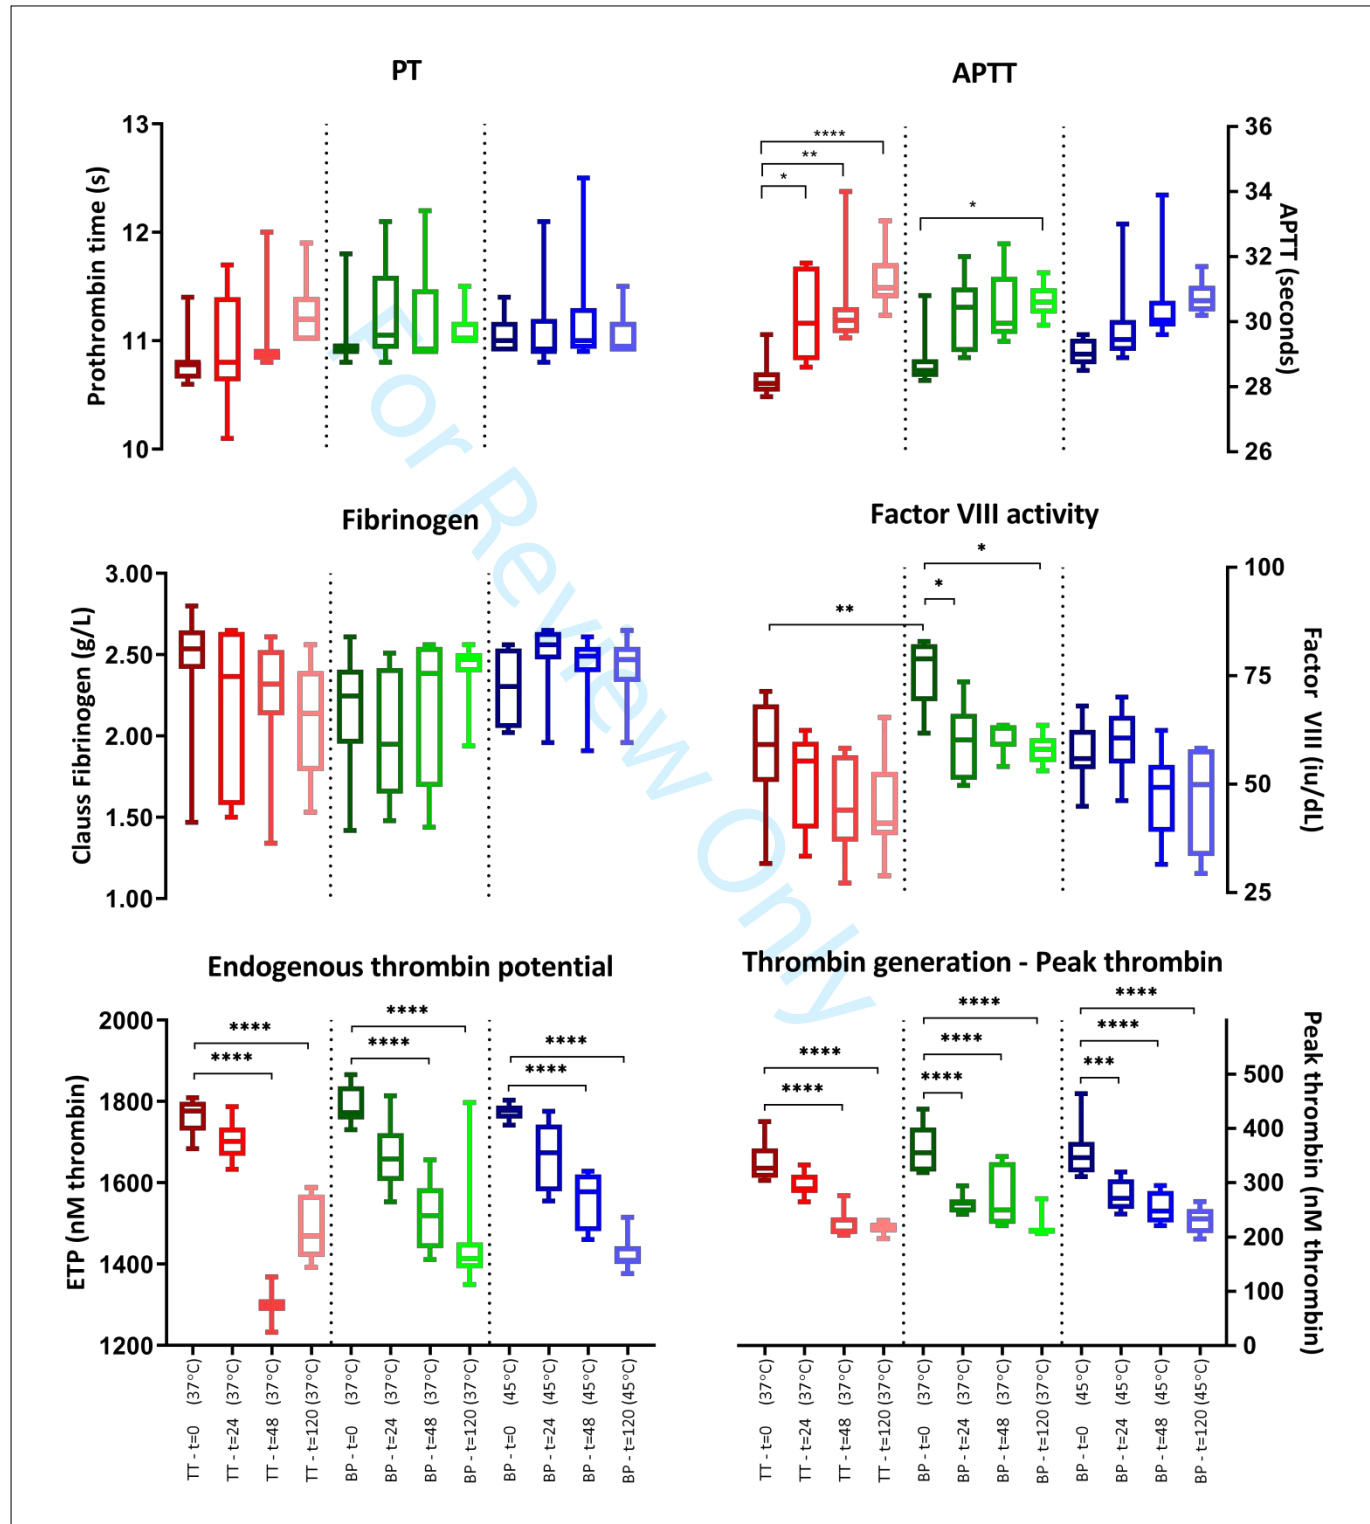 PT
APTT
13
12
11
10
Prothrombin time (s)
****
**
*
*
36
34
32
30
28
26
APTT (seconds)
Fibrinogen
Factor VIII activity
3.00
2.50
2.00
1.50
1.00
Clauss Fibrinogen (g/L)
*
*
**
100
75
50
25
Factor VIII (iu/dL)
Endogenous thrombin potential
Thrombin generation - Peak thrombin
2000
1800
1600
1400
1200
ETP (nM thrombin)
****
****
****
****
****
****
****
****
****
****
****
****
****
***
500
400
300
200
100
0
Peak thrombin (nM thrombin)
TT - t=0 (37°C)
TT - t=24 (37°C)
TT - t=48 (37°C)
TT - t=120 (37°C)
BP - t=0 (37°C)
BP - t=24 (37°C)
BP - t=48 (37°C)
BP - t=120 (37°C)
BP - t=0 (45°C)
BP - t=24 (45°C)
BP - t=48 (45°C)
BP - t=120 (45°C)
TT - t=0 (37°C)
TT - t=24 (37°C)
TT - t=48 (37°C)
TT - t=120 (37°C)
BP - t=0 (37°C)
BP - t=24 (37°C)
BP - t=48 (37°C)
BP - t=120 (37°C)
BP - t=0 (45°C)
BP - t=24 (45°C)
BP - t=48 (45°C)
BP - t=120 (45°C)
For Review Only